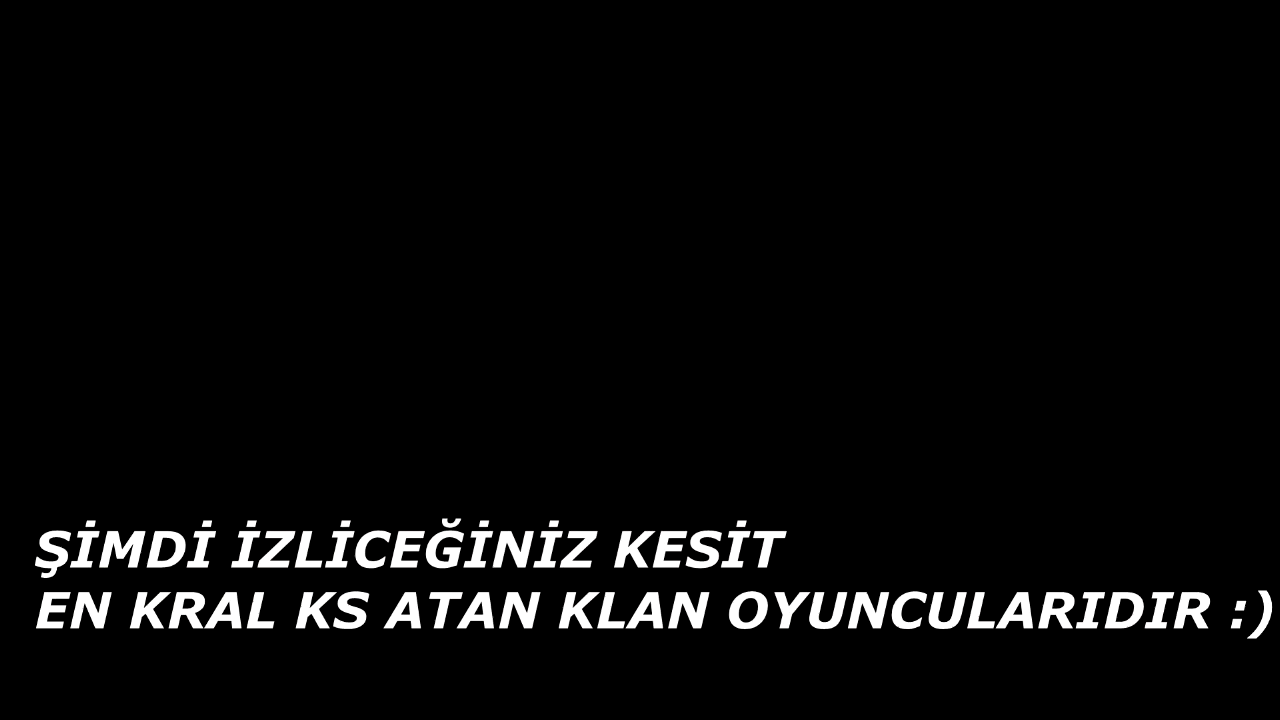 ŞİMDİ İZLİCEĞİNİZ KESİT
EN KRAL KS ATAN KLAN OYUNCULARIDIR :)